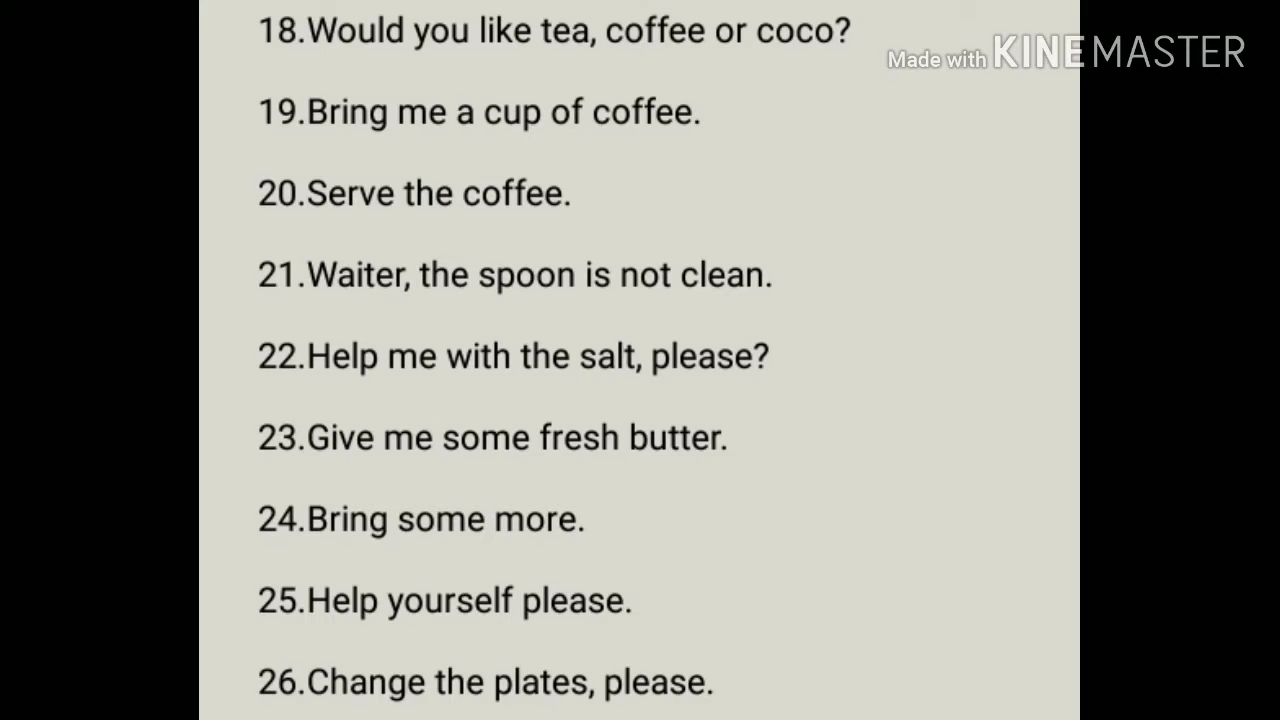 18.Would you like tea, coffee or coco?
Made with KINEMASTER
19.Bring me a cup of coffee.
20.Serve the coffee.
21.Waiter, the spoon is not clean.
22.Help me with the salt, please?
23.Give me some fresh butter.
24.Bring some more.
25.Help yourself please.
26.Change the plates, please.